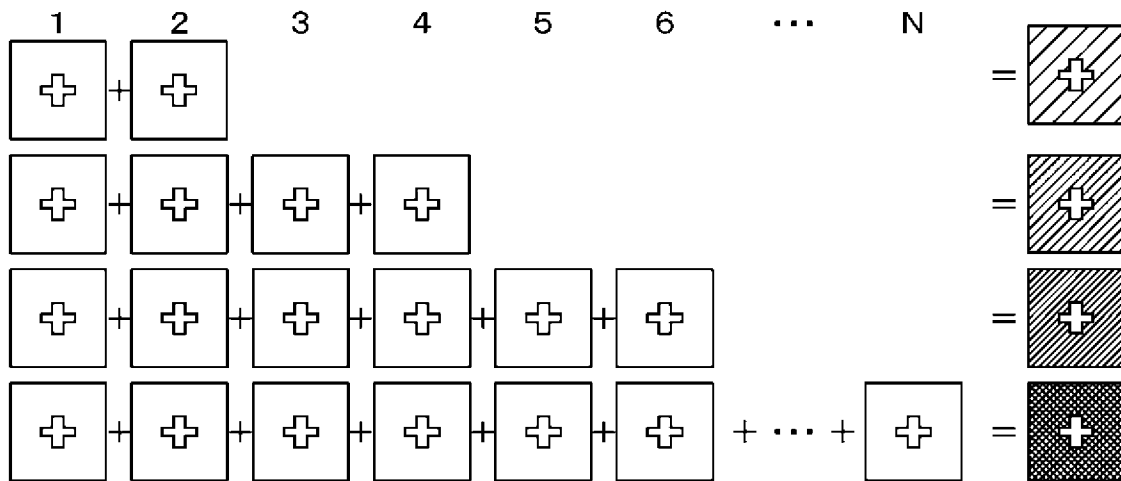 1 2 3 4 5 6 ... N
+ =
+ + + =
+ + + + + =
+ + + + + + ... + =